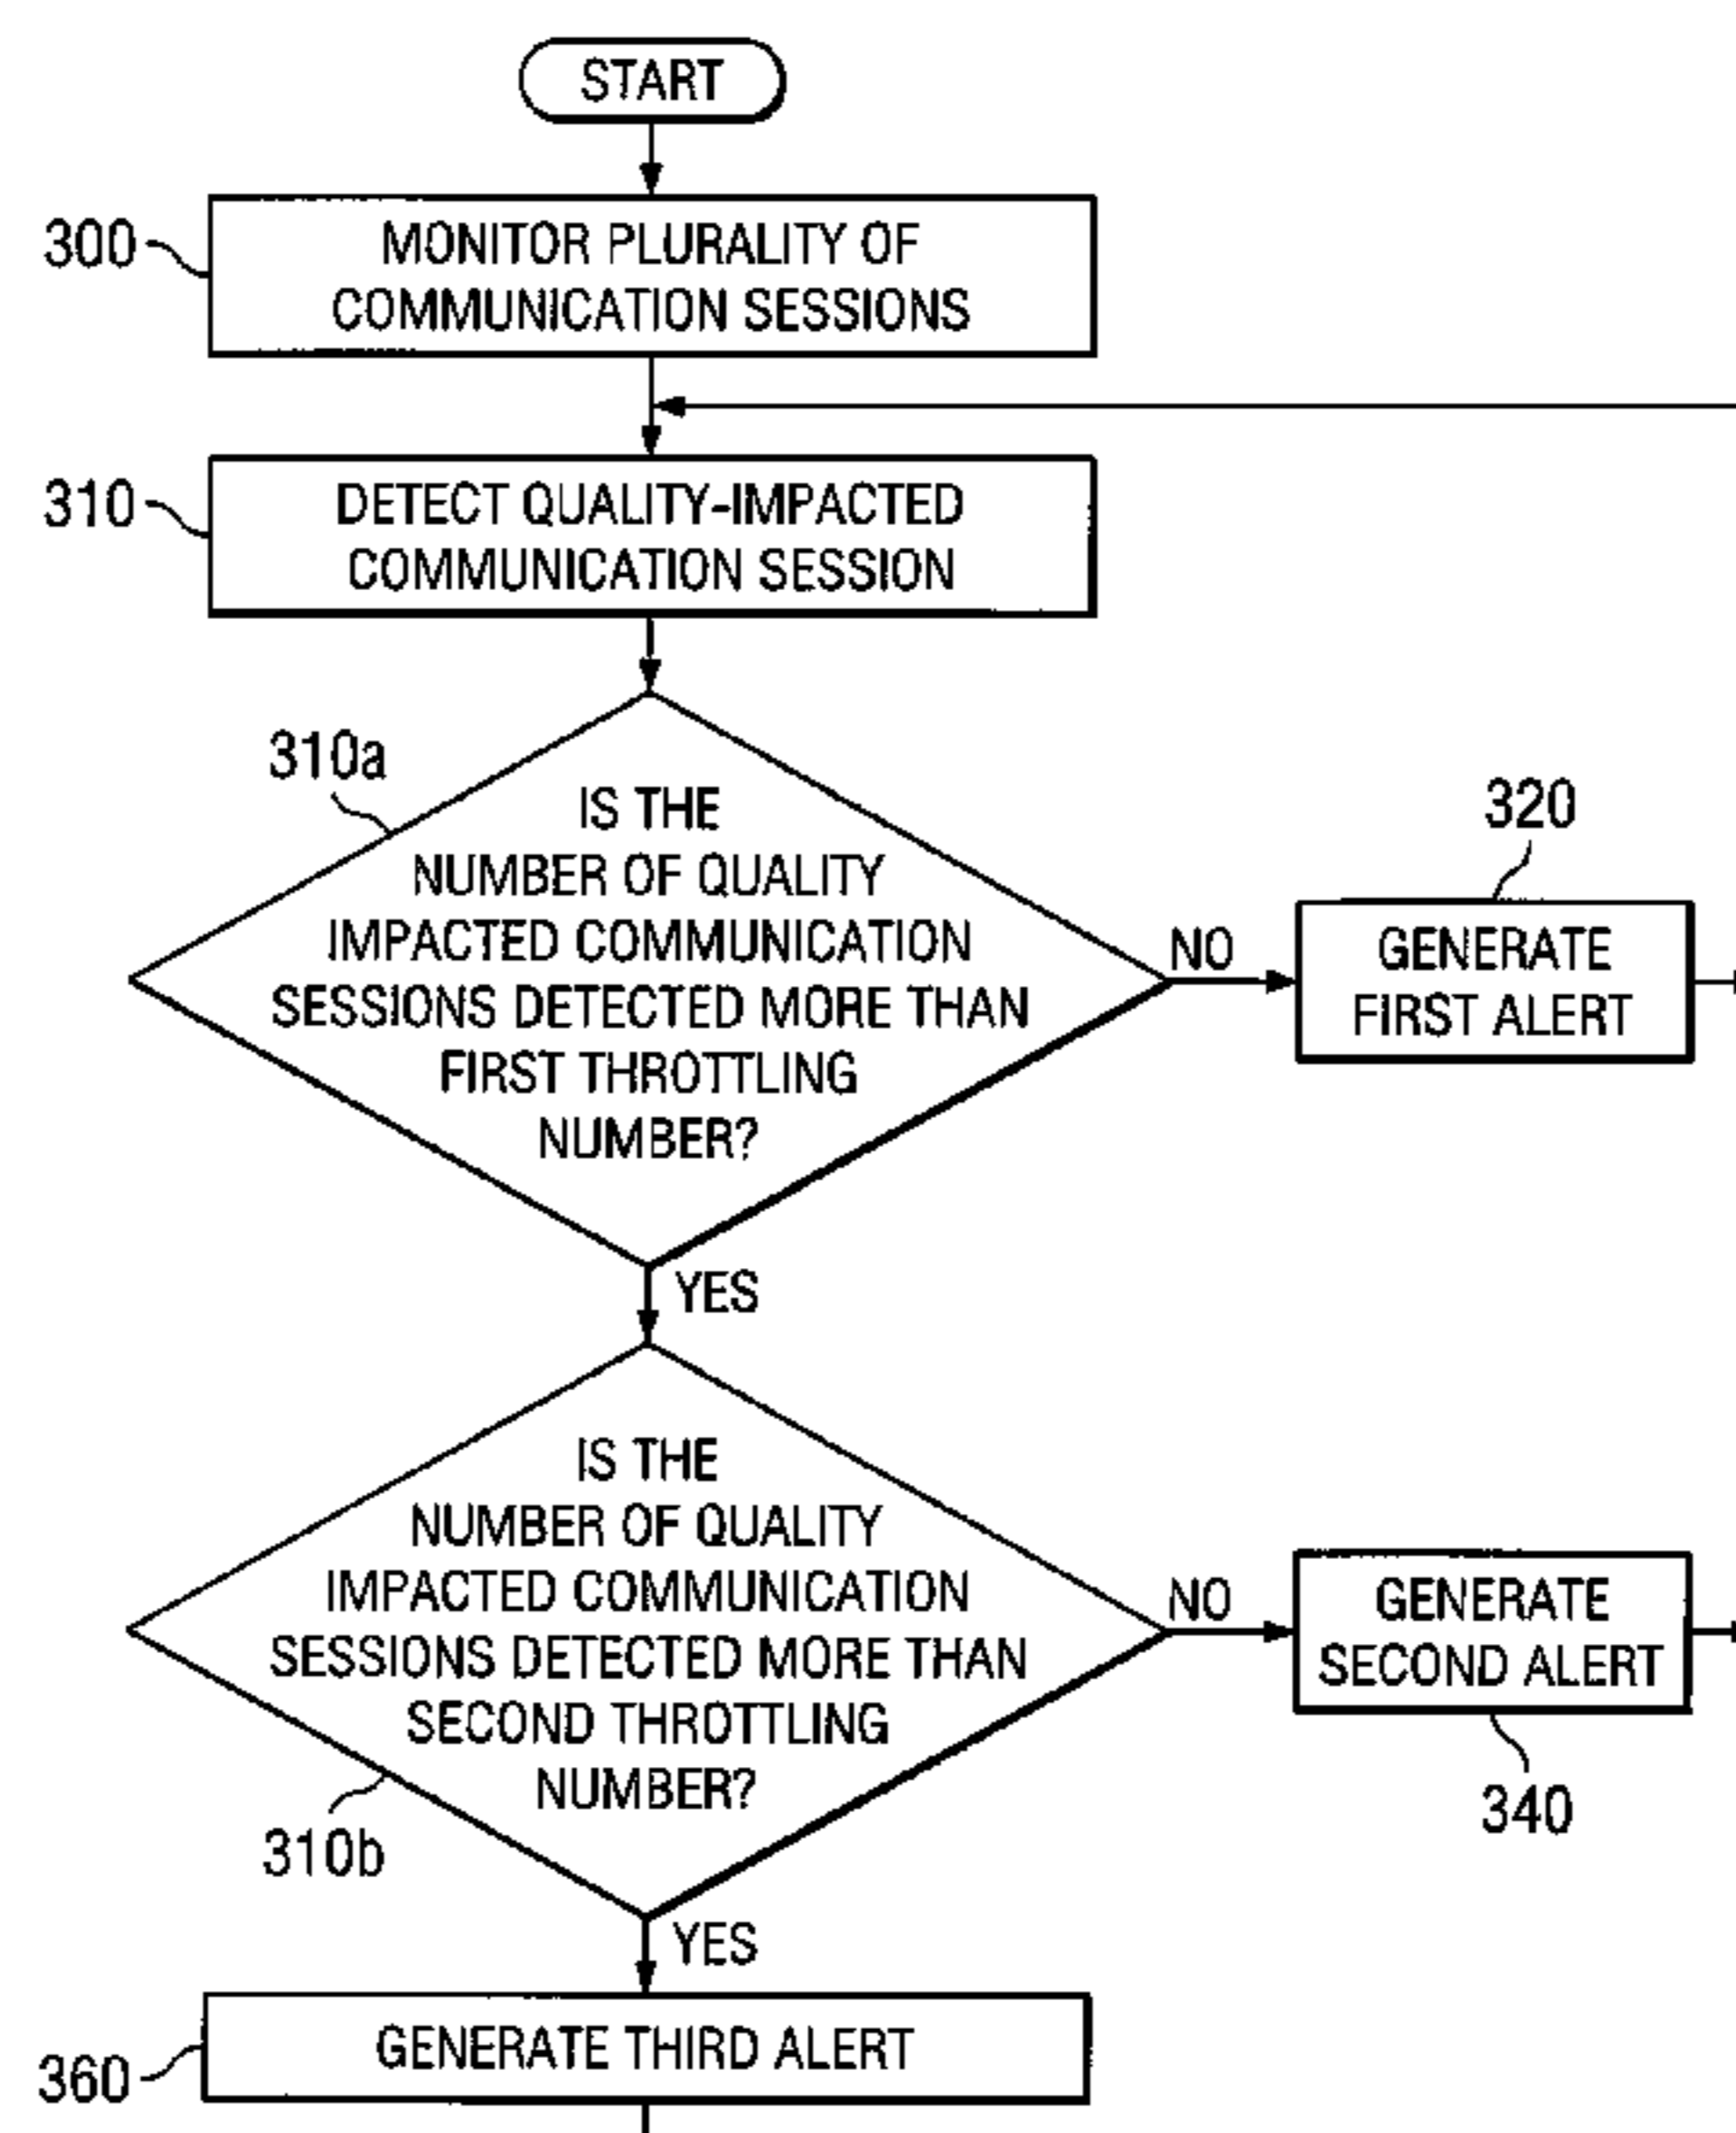 START
300
MONITOR PLURALITY OF
COMMUNICATION SESSIONS
310
DETECT QUALITY-IMPACTED
COMMUNICATION SESSION
310a
IS THE
NUMBER OF QUALITY
IMPACTED COMMUNICATION
SESSIONS DETECTED MORE THAN
FIRST THROTTLING
NUMBER?
NO
320
GENERATE
FIRST ALERT
YES
IS THE
NUMBER OF QUALITY
IMPACTED COMMUNICATION
SESSIONS DETECTED MORE THAN
SECOND THROTTLING
NUMBER?
310b
NO
GENERATE
SECOND ALERT
340
YES
360
GENERATE THIRD ALERT